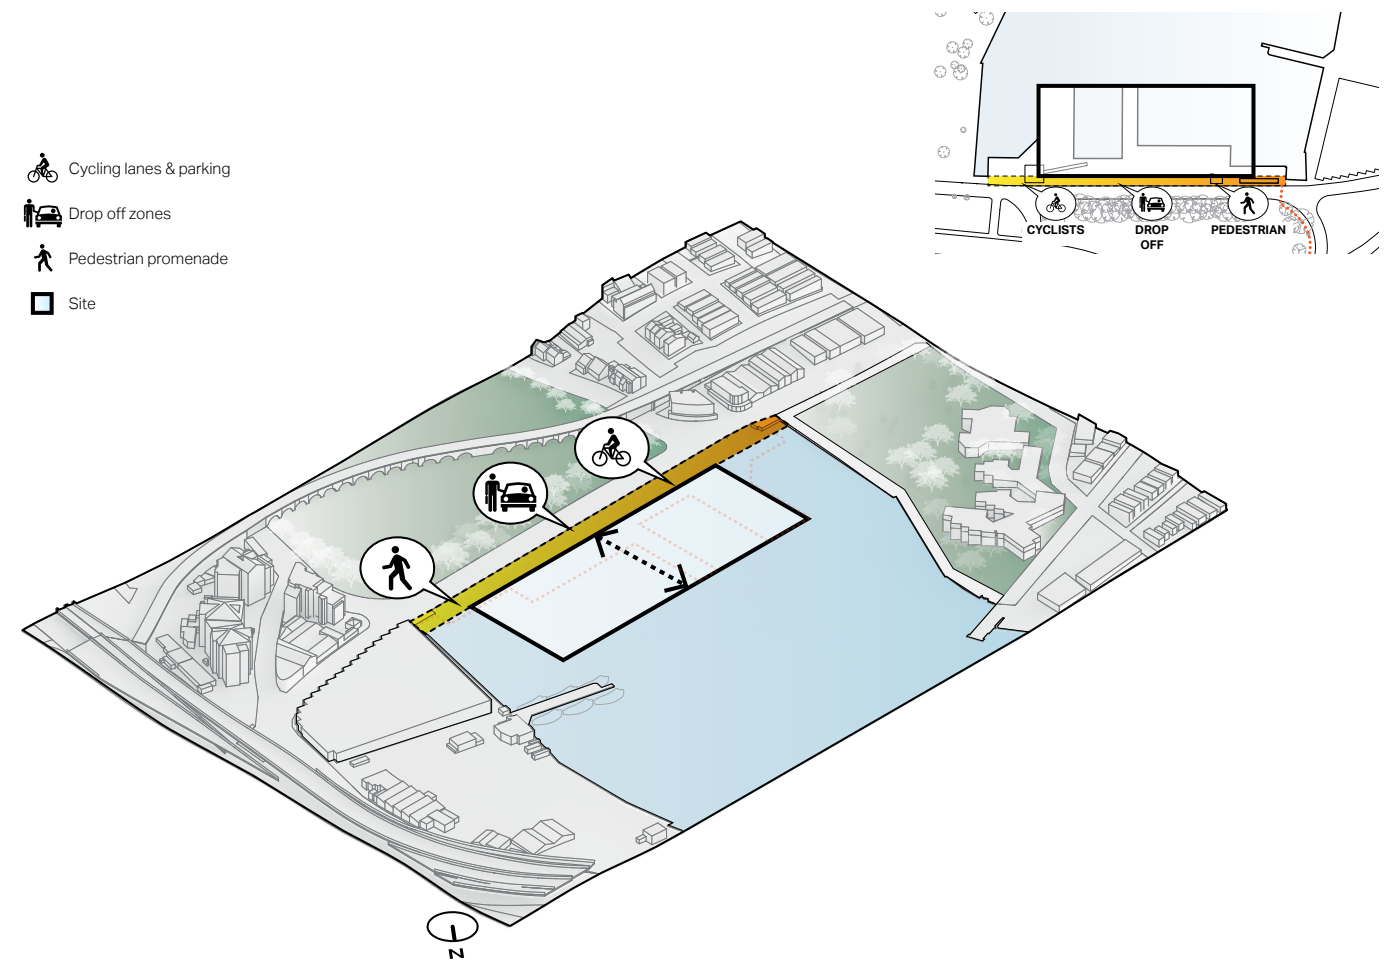 Cycling lanes & parking
Drop off zones
Pedestrian promenade
Site
CYCLISTS
DROP
OFF
PEDESTRIAN
N